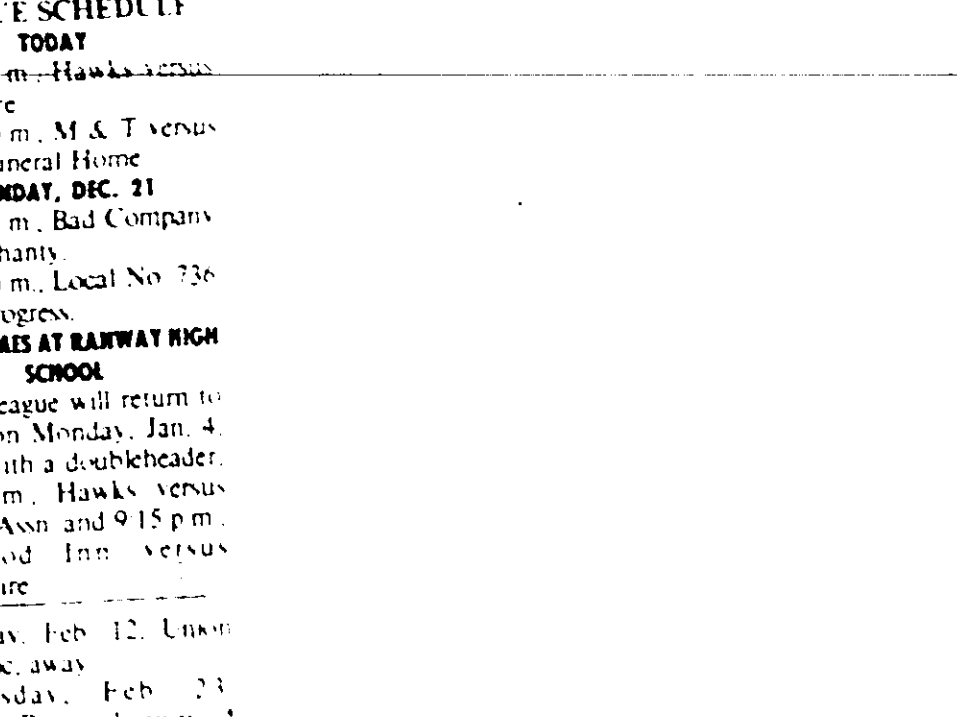 E SCHEDULE
TODAY
m., Hawks versus
re
m., M & T versus
uneral Home
NDAY, DEC. 21
m., Bad Company
hanty.
m., Local No. 736
rogress.
MES AT RAHWAY HIGH
SCHOOL
eague will return to
on Monday, Jan. 4,
ith a doubleheader,
m., Hawks versus
Assn. and 9:15 p.m.,
od Inn versus
ire
ay, Feb. 12, Union
c, away
sday, Feb. 23,